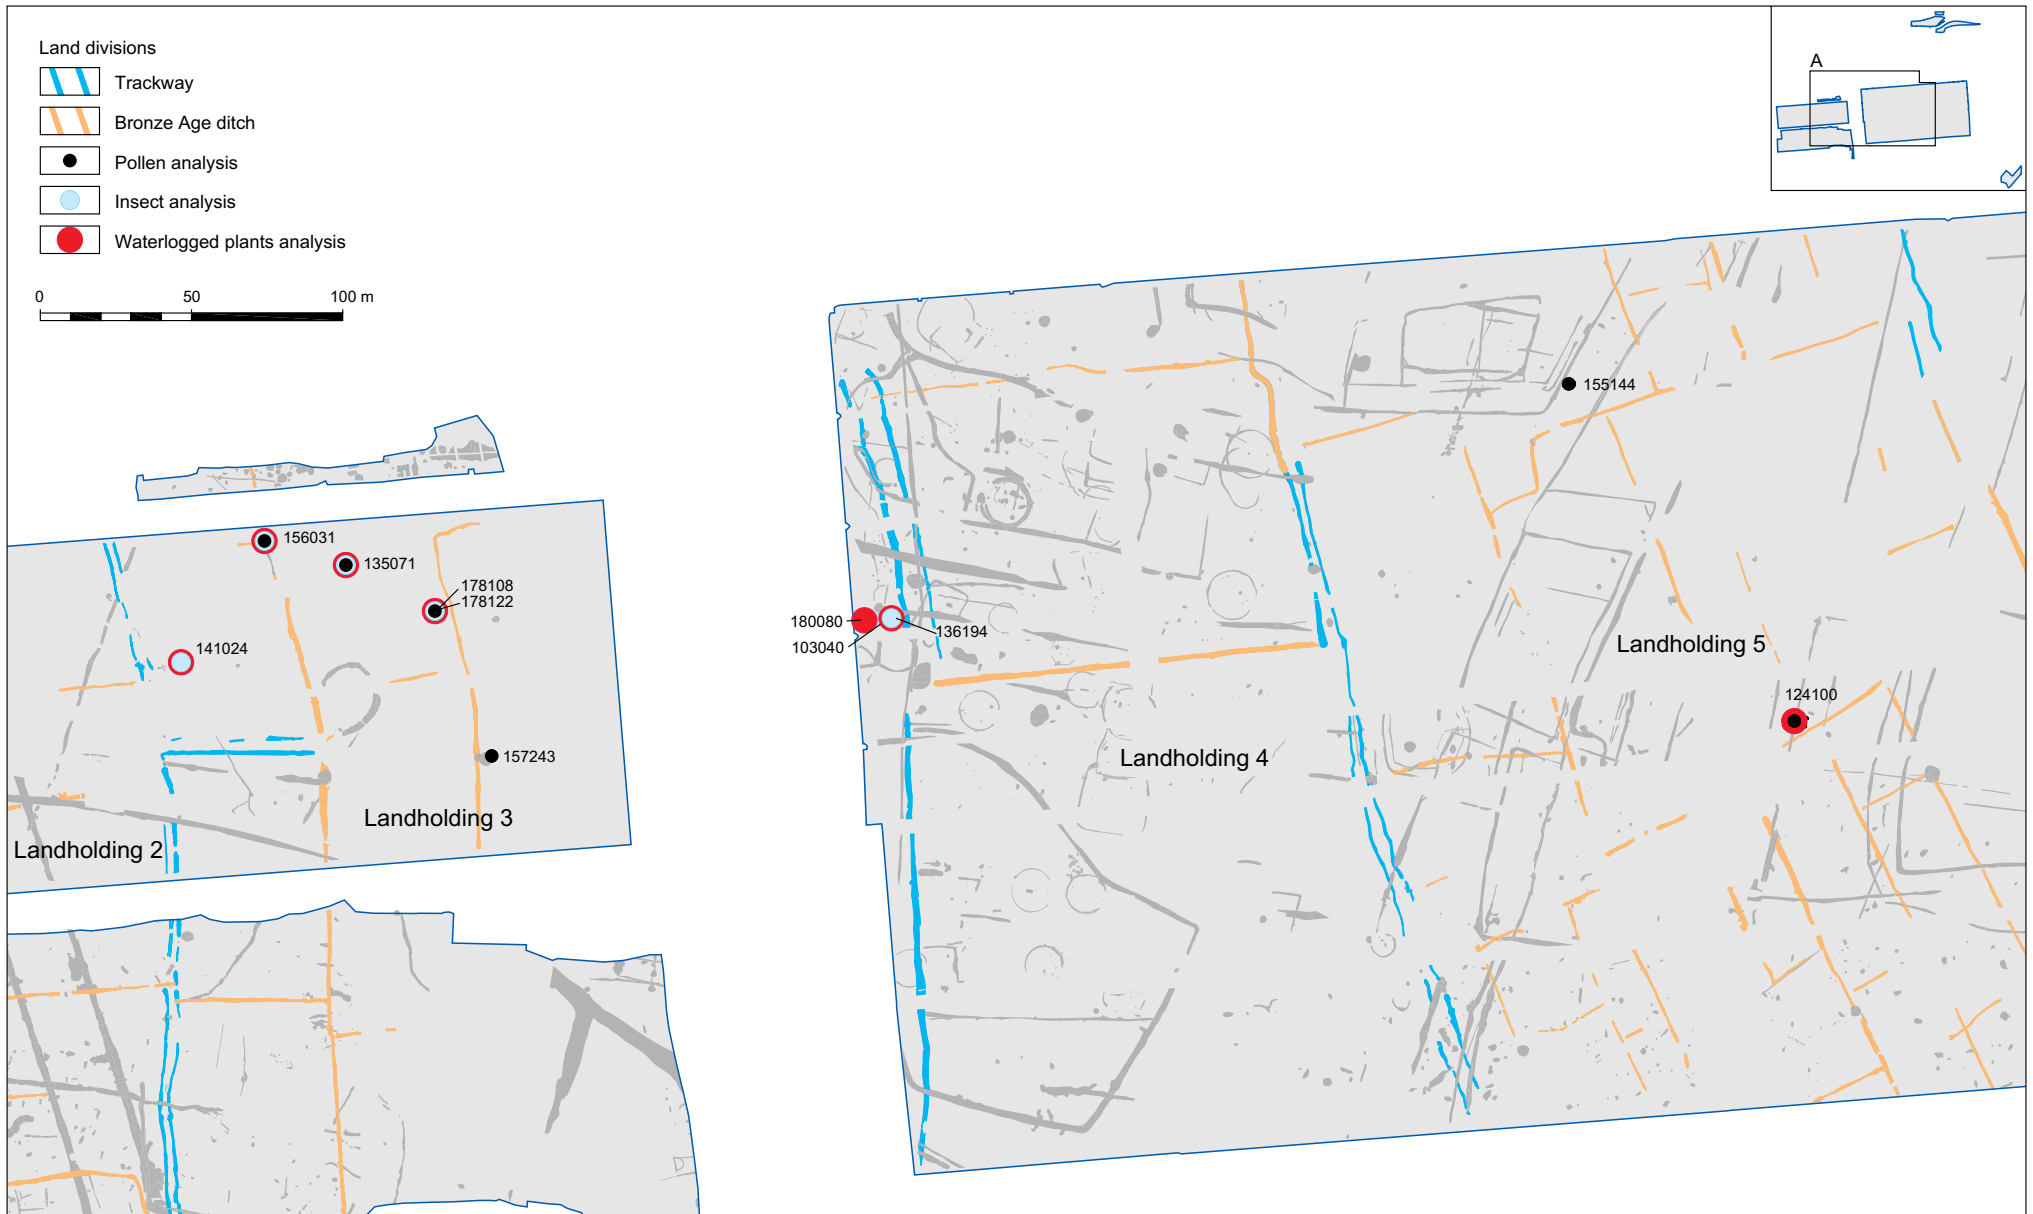 Land divisions
Trackway
Bronze Age ditch
Pollen analysis
Insect analysis
Waterlogged plants analysis
0 50 100 m
A
155144
156031
135071
178108
178122
141024
180080
136194
103040
Landholding 5
124100
157243
Landholding 4
Landholding 3
Landholding 2